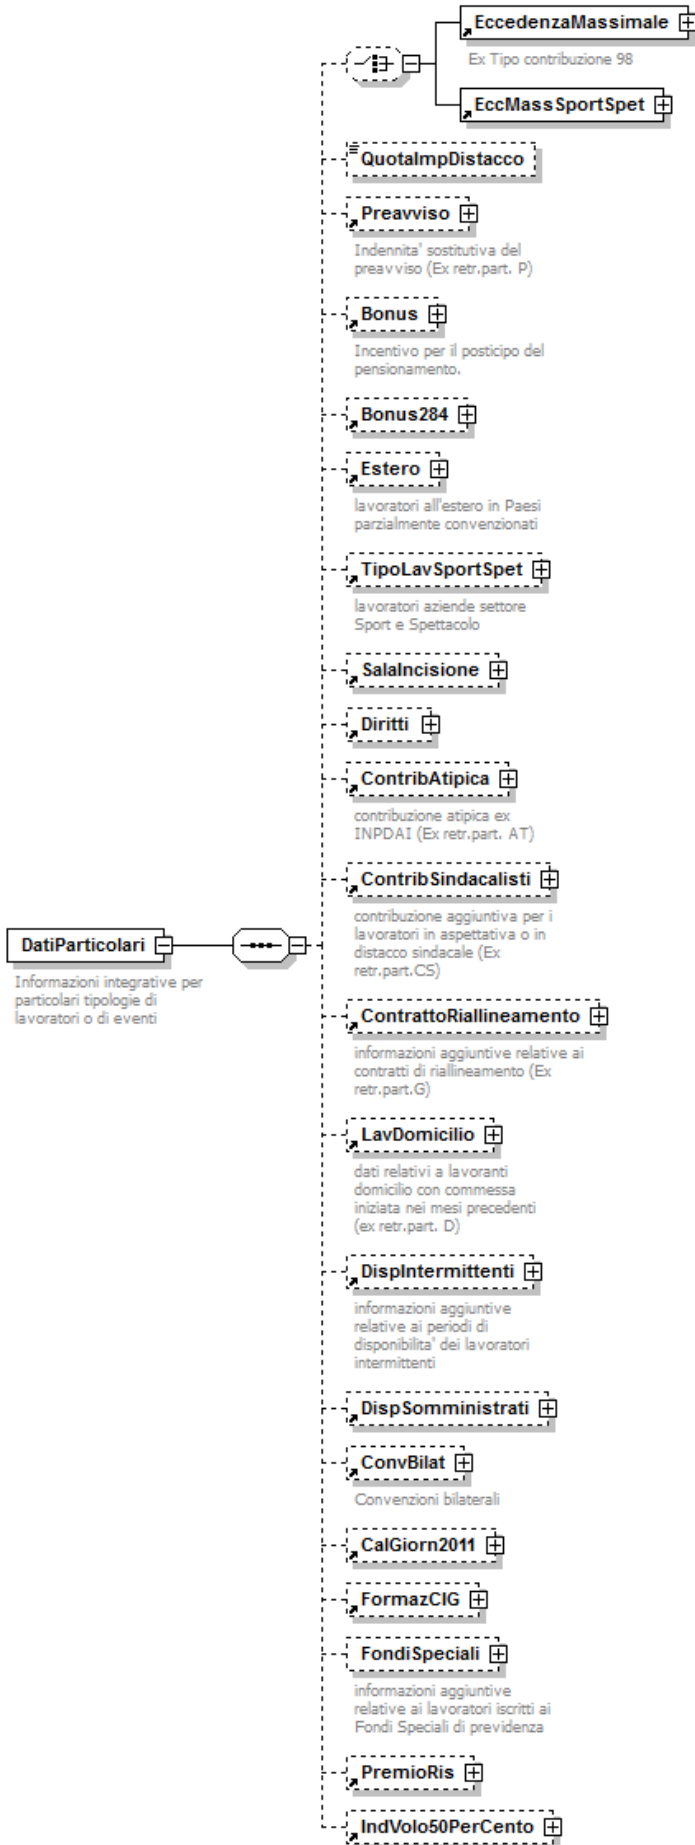 EccedenzaMassimale
Ex Tipo contribuzione 98
EccMassSportSpet
QuotaImpDistacco
Preavviso
Indennita' sostitutiva del
preavviso (Ex retr.part. P)
Bonus
Incentivo per il posticipo del
pensionamento.
Bonus284
Estero
lavoratori all'estero in Paesi
parzialmente convenzionati
TipoLavSportSpet
lavoratori aziende settore
Sport e Spettacolo
SalaIncisione
Diritti
ContribAtipica
contribuzione atipica ex
INPDAI (Ex retr.part. AT)
ContribSindacalisti
contribuzione aggiuntiva per i
lavoratori in aspettativa o in
distacco sindacale (Ex
retr.part.CS)
DatiParticolari
Informazioni integrative per
particolari tipologie di
lavoratori o di eventi
ContrattoRiallineamento
informazioni aggiuntive relative ai
contratti di riallineamento (Ex
retr.part.G)
LavDomicilio
dati relativi a lavoranti
domicilio con commessa
iniziata nei mesi precedenti
(ex retr.part. D)
DispIntermittenti
informazioni aggiuntive
relative ai periodi di
disponibilita' dei lavoratori
intermittenti
DispSomministrati
ConvBilat
Convenzioni bilaterali
CalGiorn2011
FormazCIG
FondiSpeciali
informazioni aggiuntive
relative ai lavoratori iscritti ai
Fondi Speciali di previdenza
PremioRis
IndVolo50PerCento